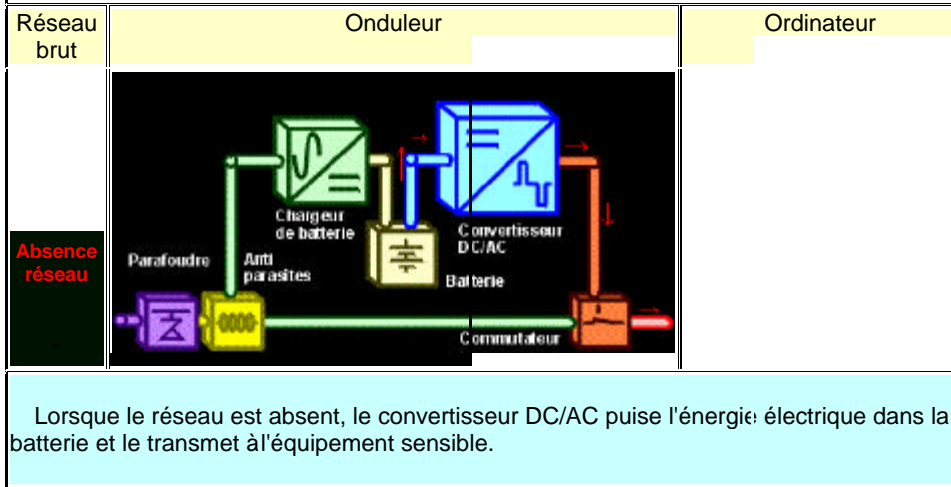 Réseau
brut
Onduleur
Ordinateur
Absence
réseau
Chargeur
de batterie
Convertisseur
DC/AC
Parafoudre
Anti
parasites
Batterie
Commutateur
Lorsque le réseau est absent, le convertisseur DC/AC puise l'énergie électrique dans la
batterie et le transmet àl'équipement sensible.